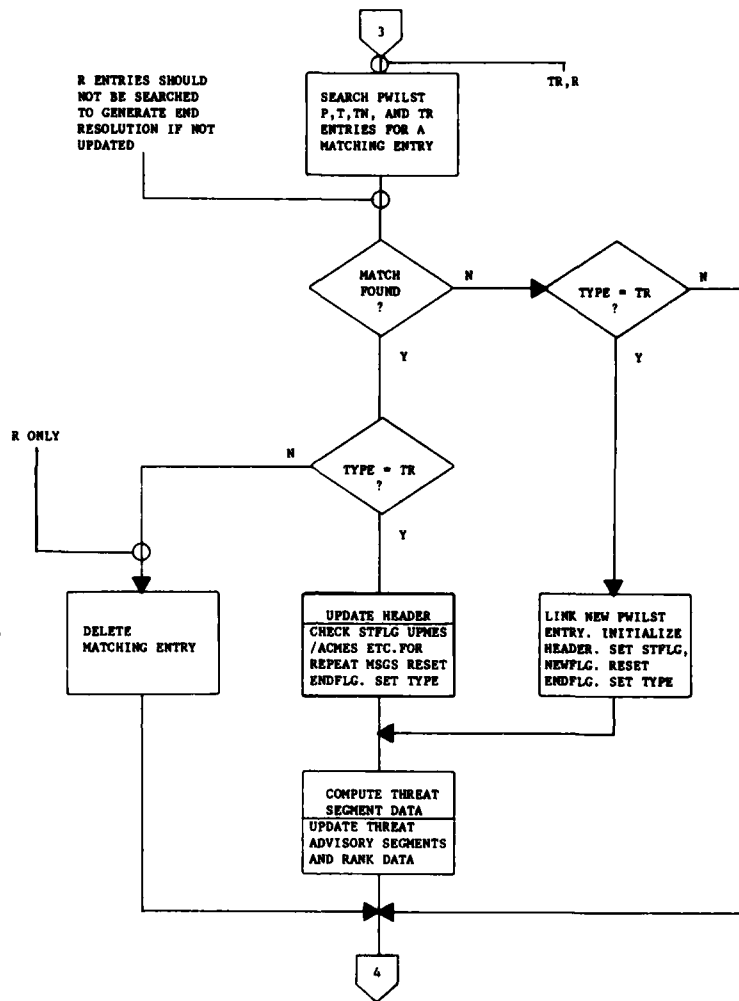 3
TR,R
R ENTRIES SHOULD
NOT BE SEARCHED
TO GENERATE END
RESOLUTION IF NOT
UPDATED
SEARCH PWILST
P,T,TN, AND TR
ENTRIES FOR A
MATCHING ENTRY
MATCH
FOUND
?
N
Y
TYPE = TR
?
N
Y
R ONLY
TYPE = TR
?
N
Y
DELETE
MATCHING ENTRY
UPDATE HEADER
CHECK STFLG UPMES
/ACMES ETC.FOR
REPEAT MSGS RESET
ENDFLG. SET TYPE
LINK NEW PWILST
ENTRY. INITIALIZE
HEADER. SET STFLG,
NEWFLG. RESET
ENDFLG. SET TYPE
COMPUTE THREAT
SEGMENT DATA
UPDATE THREAT
ADVISORY SEGMENTS
AND RANK DATA
4